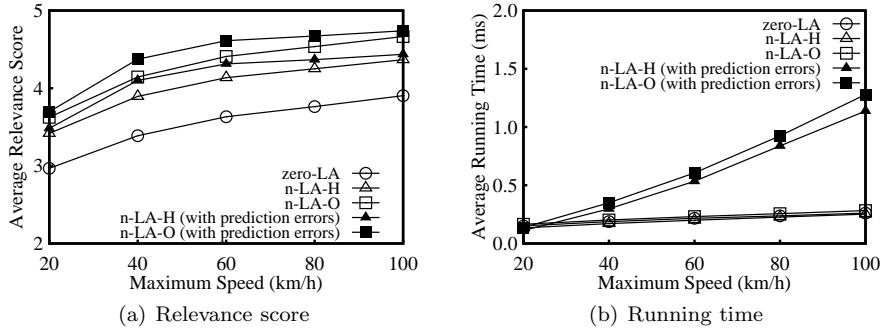 5
4
3
2
20 40 60 80 100
Average Relevance Score
Maximum Speed (km/h)
zero-LA
n-LA-H
n-LA-O
n-LA-H (with prediction errors)
n-LA-O (with prediction errors)
(a) Relevance score
2.0
1.5
1.0
0.5
0.0
20 40 60 80 100
Average Running Time (ms)
Maximum Speed (km/h)
zero-LA
n-LA-H
n-LA-O
n-LA-H (with prediction errors)
n-LA-O (with prediction errors)
(b) Running time